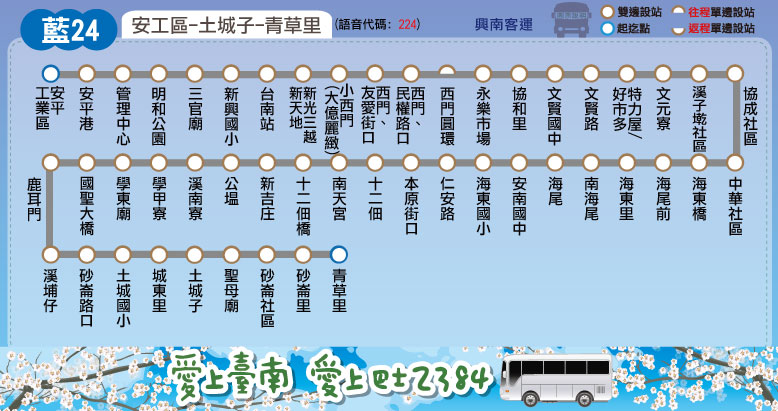 藍24
安工區-土城子-青草里
(語音代碼: 224)
興南客運
雙邊設站
起迄點
往程單邊設站
返程單邊設站
安平
工業區
安平港
管理中心
明和公園
三官廟
新興國小
台南站
新光三越
新天地
小西門
(大億麗緻)
西門、
友愛街口
西門、
民權路口
西門圓環
永樂市場
協和里
文賢國中
文賢路
特力屋/
好市多
文元寮
溪子墘社區
協成社區
鹿耳門
國聖大橋
學東廟
學甲寮
溪南寮
公塭
新吉庄
十二佃橋
南天宮
十二佃
本原街口
仁安路
海東國小
安南國中
海尾
南海尾
海東里
海尾前
海東橋
中華社區
溪埔仔
砂崙路口
土城國小
城東里
土城子
聖母廟
砂崙社區
砂崙里
青草里
愛上臺南 愛上巴士2384